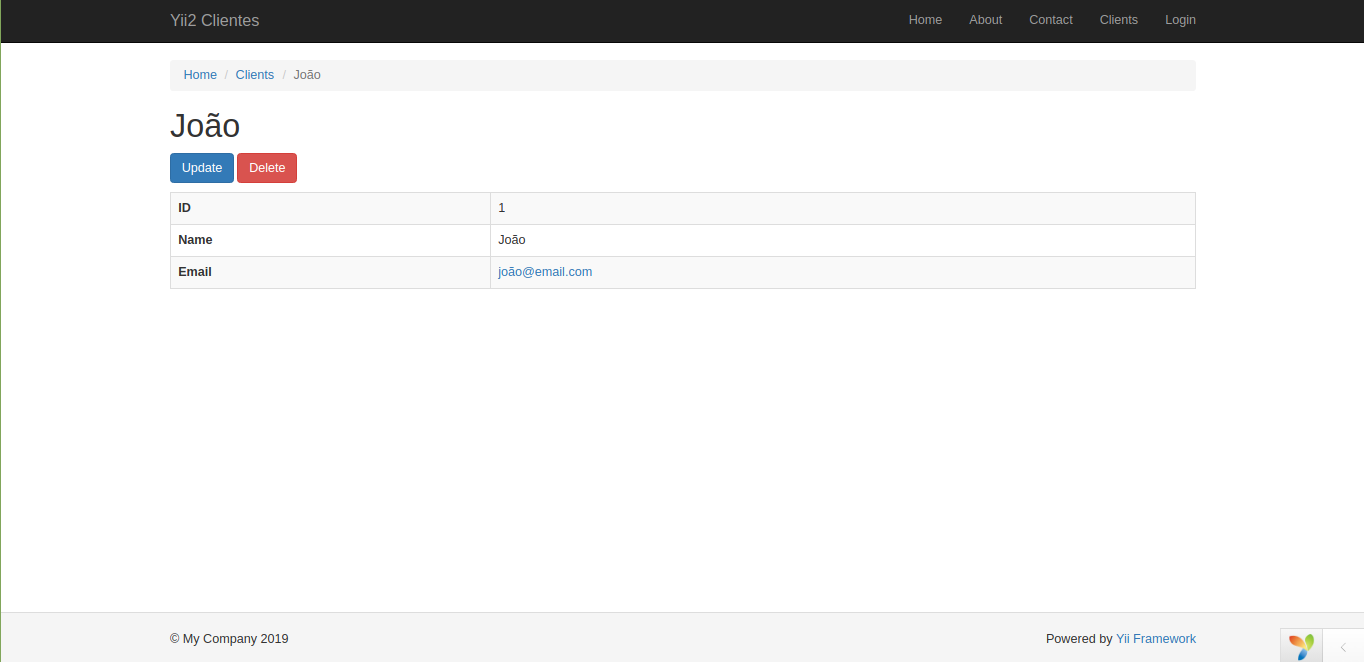 Yii2 Clientes Home About Contact Clients Login
Home / Clients / João
João
Update Delete
ID 1
Name João
Email joão@email.com
© My Company 2019 Powered by Yii Framework